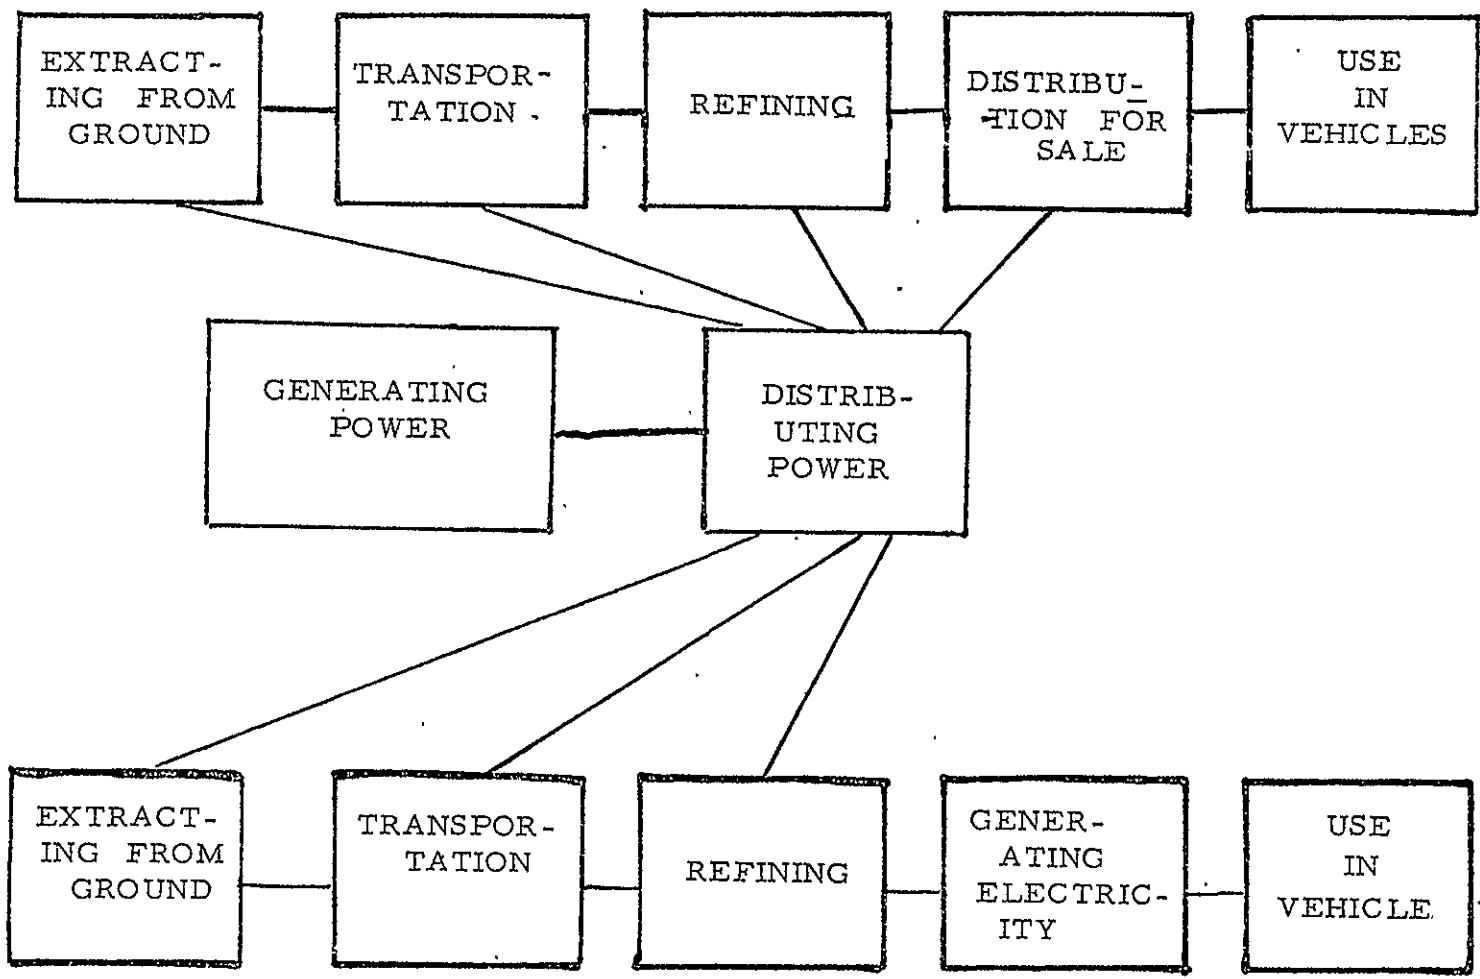 EXTRACT-
ING FROM
GROUND
TRANSPOR-
TATION
REFINING
DISTRIBU-
TION FOR
SALE
USE
IN
VEHICLES
GENERATING
POWER
DISTRIB-
UTING
POWER
EXTRACT-
ING FROM
GROUND
TRANSPOR-
TATION
REFINING
GENER-
ATING
ELECTRIC-
ITY
USE
IN
VEHICLE